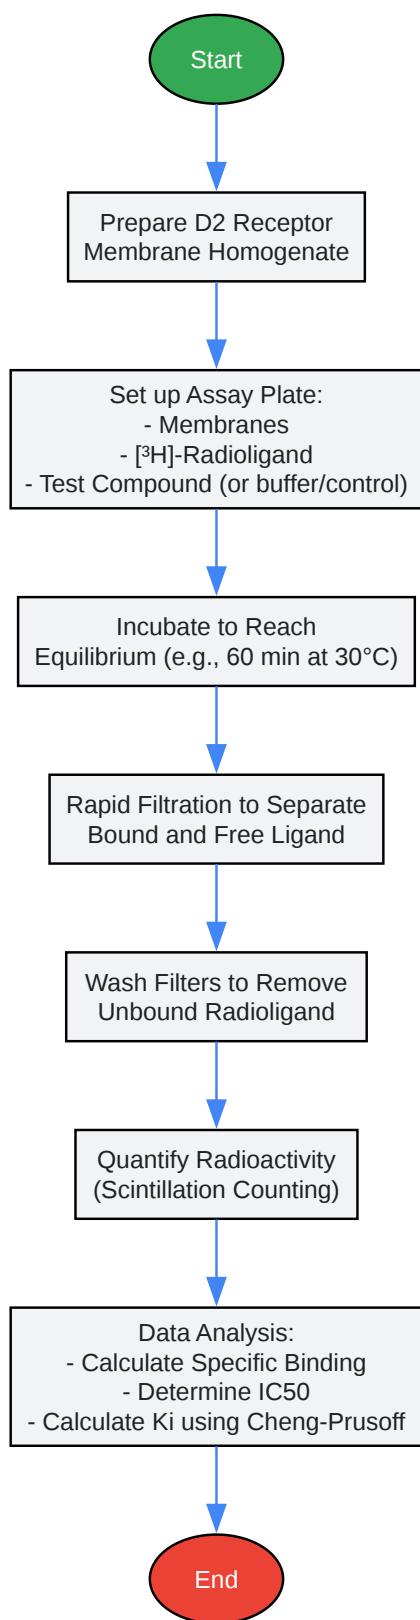 Start
Prepare D2 Receptor
Membrane Homogenate
Set up Assay Plate:
- Membranes
- [³H]-Radioligand
- Test Compound (or buffer/control)
Incubate to Reach
Equilibrium (e.g., 60 min at 30°C)
Rapid Filtration to Separate
Bound and Free Ligand
Wash Filters to Remove
Unbound Radioligand
Quantify Radioactivity
(Scintillation Counting)
Data Analysis:
- Calculate Specific Binding
- Determine IC50
- Calculate Ki using Cheng-Prusoff
End